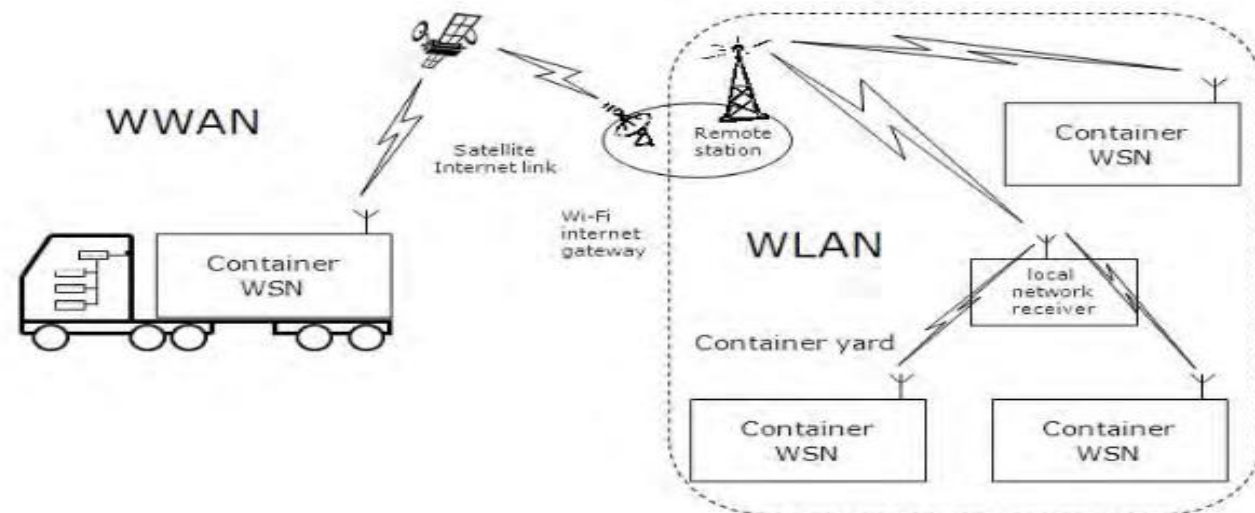 WWAN
Satellite
Internet link
Wi-Fi
internet
gateway
Container
WSN
Remote
station
Container
WSN
WLAN
local
network
receiver
Container yard
Container
WSN
Container
WSN